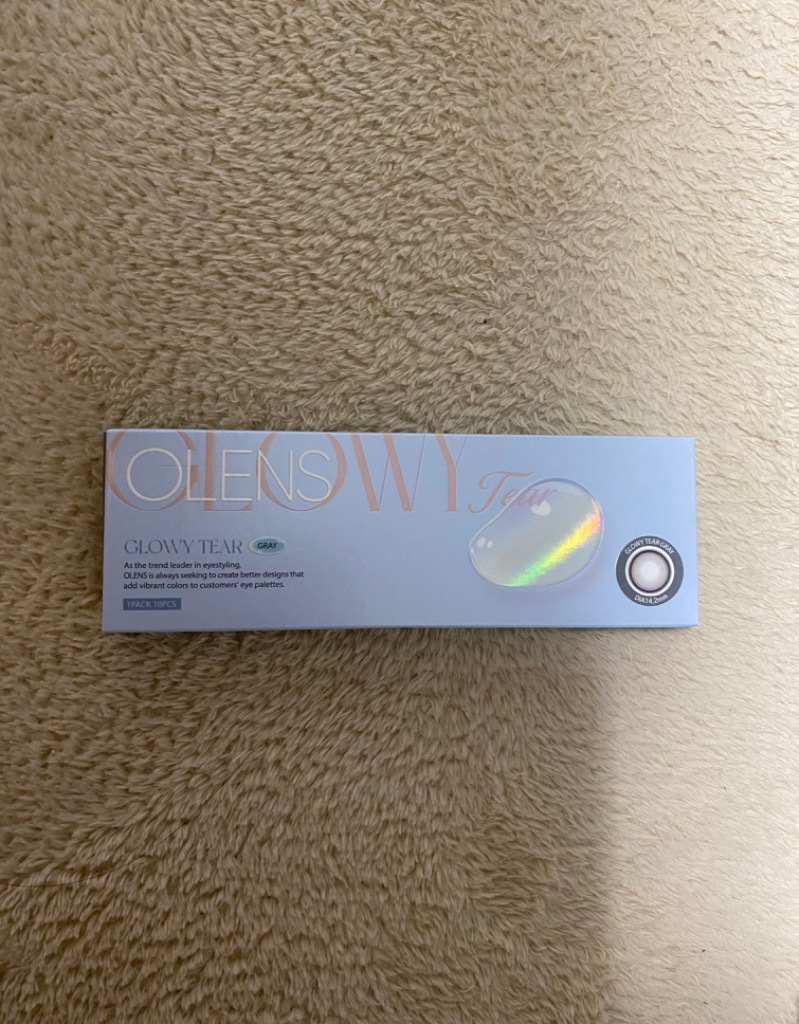 GLOWY Tear
OLENS
GLOWY TEAR GRAY
As the trend leader in eyestyling,
OLENS is always seeking to create better designs that
add vibrant colors to customers' eye palettes.
1PACK 10PCS
GLOWY TEAR GRAY
DIA14.2mm